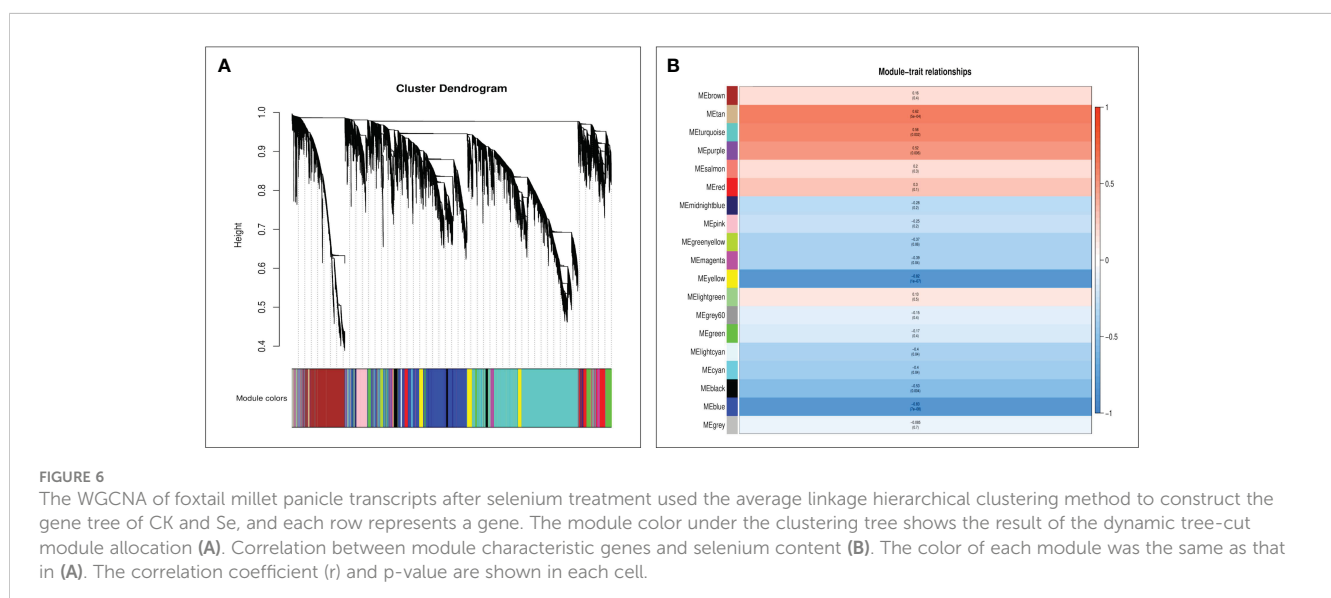 A
Cluster Dendrogram
Height
1.0
0.9
0.8
0.7
0.6
0.5
0.4
Module colors
B
Module-trait relationships
MEbrown
MEtan
MEturquoise
MEpurple
MEsalmon
MEred
MEmidnightblue
MEpink
MEgreenyellow
MEmagenta
MEyellow
MElightgreen
MEgrey60
MEgreen
MElightcyan
MEcyan
MEblack
MEblue
MEgrey
1
0.5
0
-0.5
-1
FIGURE 6
The WGCNA of foxtail millet panicle transcripts after selenium treatment used the average linkage hierarchical clustering method to construct the
gene tree of CK and Se, and each row represents a gene. The module color under the clustering tree shows the result of the dynamic tree-cut
module allocation (A). Correlation between module characteristic genes and selenium content (B). The color of each module was the same as that
in (A). The correlation coefficient (r) and p-value are shown in each cell.